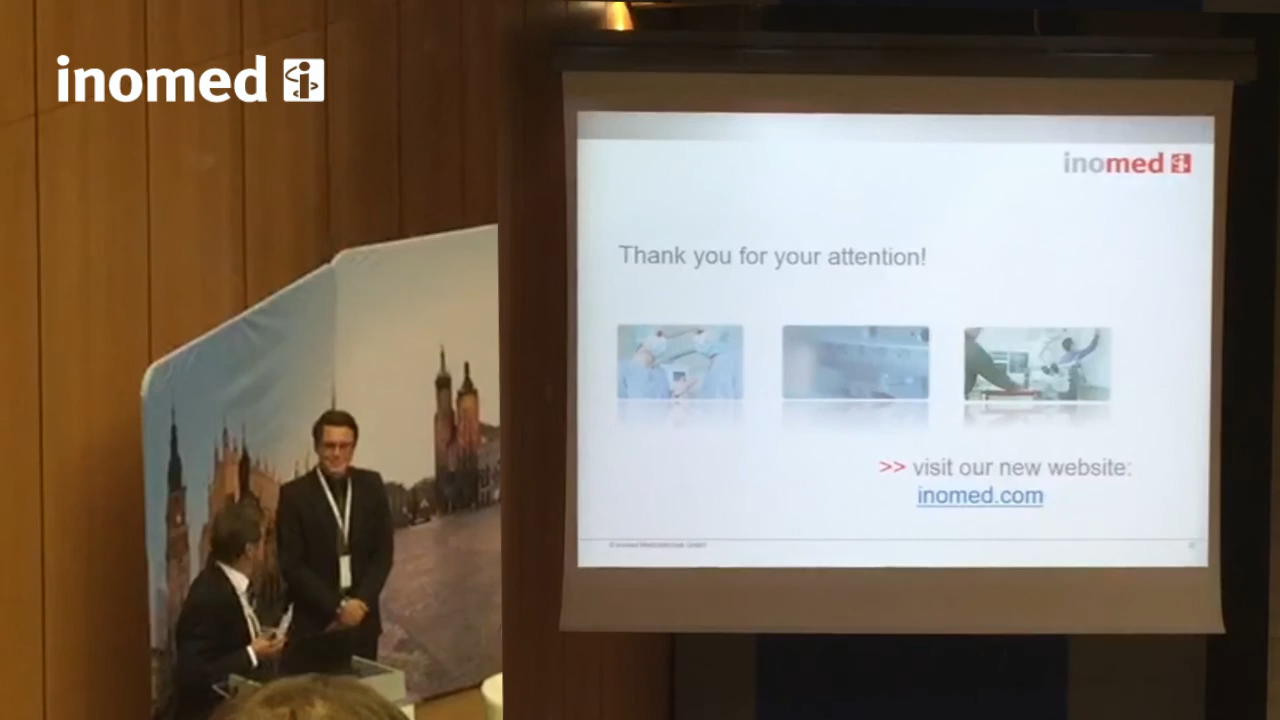 inomed
inomed
Thank you for your attention!
>> visit our new website:
inomed.com